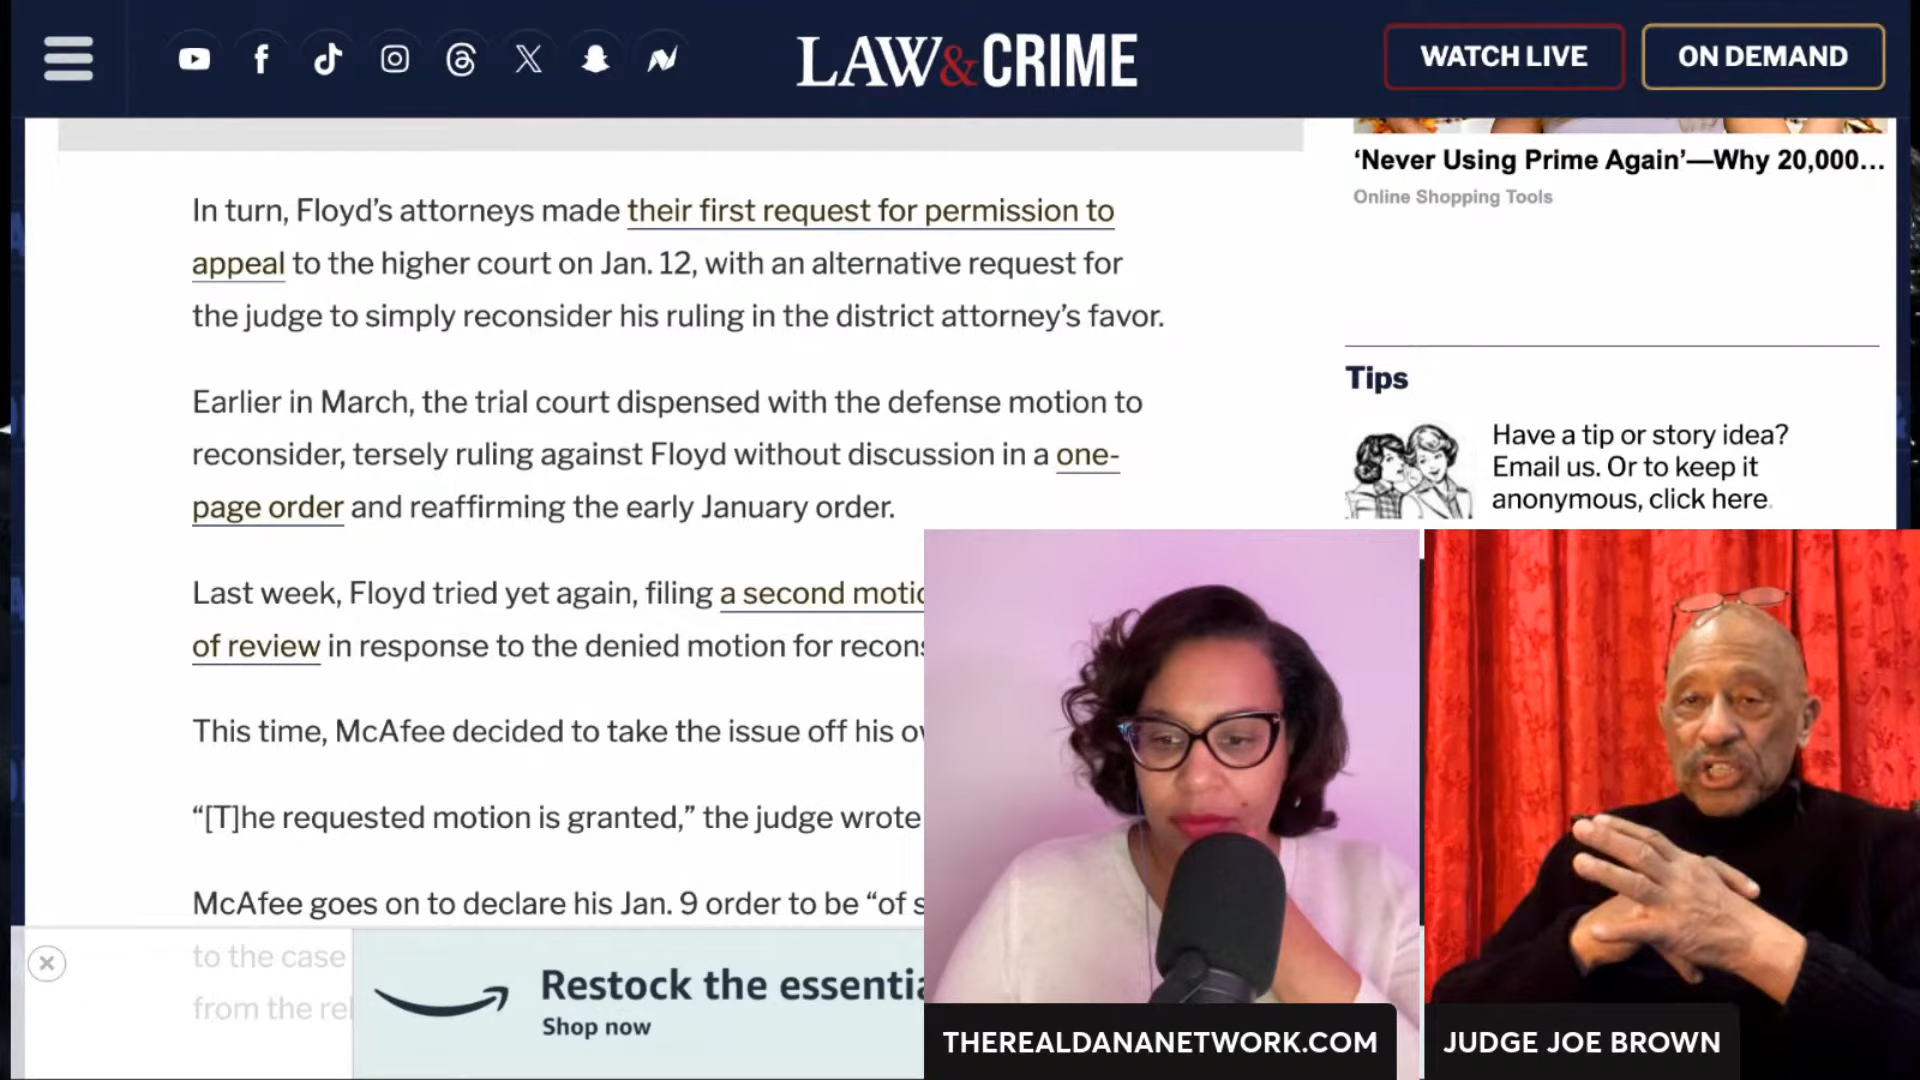 LAW&CRIME
WATCH LIVE
ON DEMAND
In turn, Floyd’s attorneys made their first request for permission to
appeal to the higher court on Jan. 12, with an alternative request for
the judge to simply reconsider his ruling in the district attorney’s favor.
Earlier in March, the trial court dispensed with the defense motion to
reconsider, tersely ruling against Floyd without discussion in a one-
page order and reaffirming the early January order.
Last week, Floyd tried yet again, filing a second
of review in response to the denied motion for
This time, McAfee decided to take the issue off his
“[T]he requested motion is granted,” the judge wrote
McAfee goes on to declare his Jan. 9 order to be “of
to the case
from the
‘Never Using Prime Again’—Why 20,000...
Online Shopping Tools
Tips
Have a tip or story idea?
Email us. Or to keep it
anonymous, click here.
Restock the
Shop now
THEREALDANANETWORK.COM
JUDGE JOE BROWN